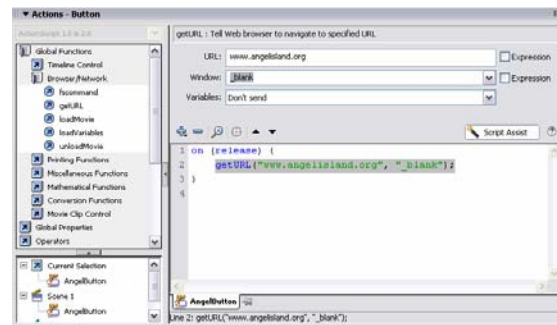 Actions - Button
ActionScript 1.0 & 2.0
Global Functions
Timeline Control
Browser/Network
fscommand
getURL
loadMovie
loadVariables
unloadMovie
Printing Functions
Miscellaneous Functions
Mathematical Functions
Conversion Functions
Movie Clip Control
Global Properties
Operators
Current Selection
AngelButton
Scene 1
AngelButton
getURL : Tell Web browser to navigate to specified URL
URL: www.angelisland.org
Expression
Window: _blank
Expression
Variables: Don't send
Script Assist
1 on (release) {
2 getURL("www.angelisland.org", "_blank");
3 }
4
AngelButton
Line 2: getURL("www.angelisland.org", "_blank");